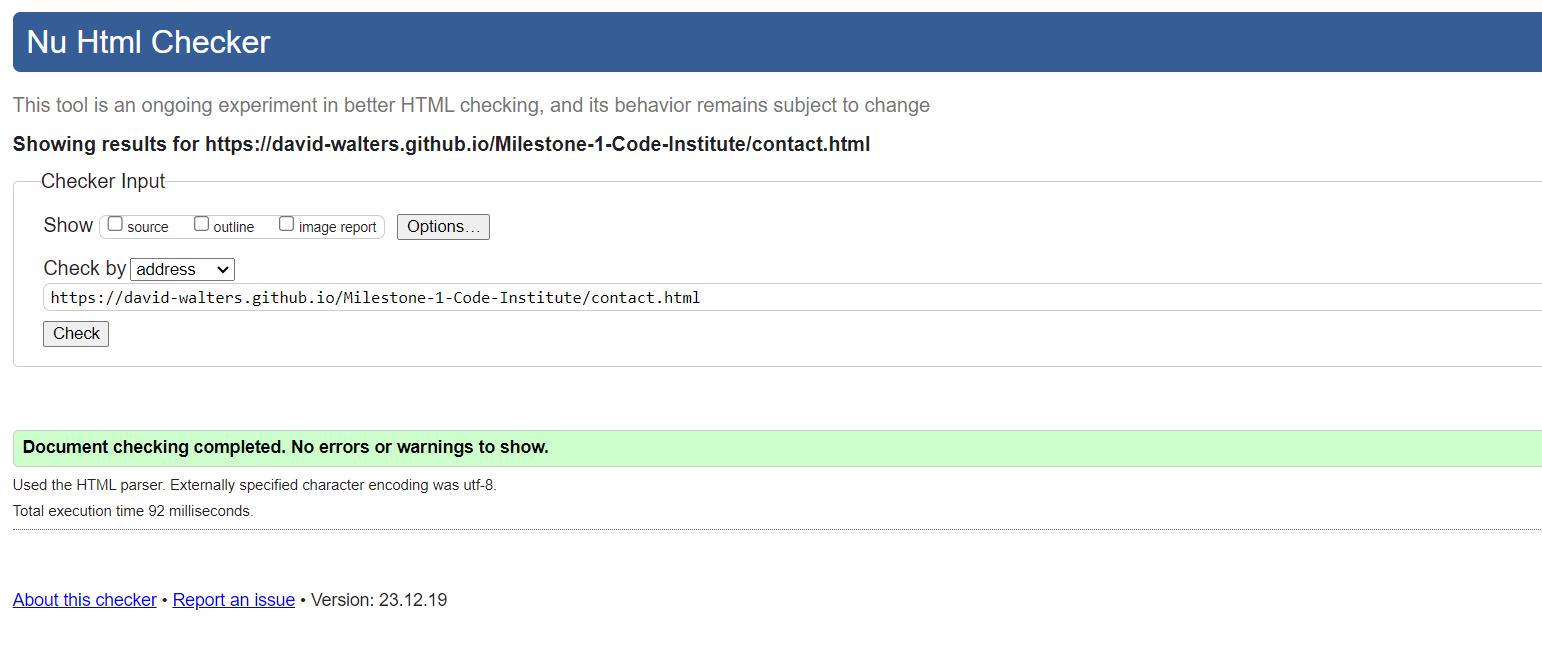 Nu Html Checker
This tool is an ongoing experiment in better HTML checking, and its behavior remains subject to change
Showing results for https://david-walters.github.io/Milestone-1-Code-Institute/contact.html
Checker Input
Show source outline image report Options…
Check by address
https://david-walters.github.io/Milestone-1-Code-Institute/contact.html
Check
Document checking completed. No errors or warnings to show.
Used the HTML parser. Externally specified character encoding was utf-8.
Total execution time 92 milliseconds.
About this checker • Report an issue • Version: 23.12.19